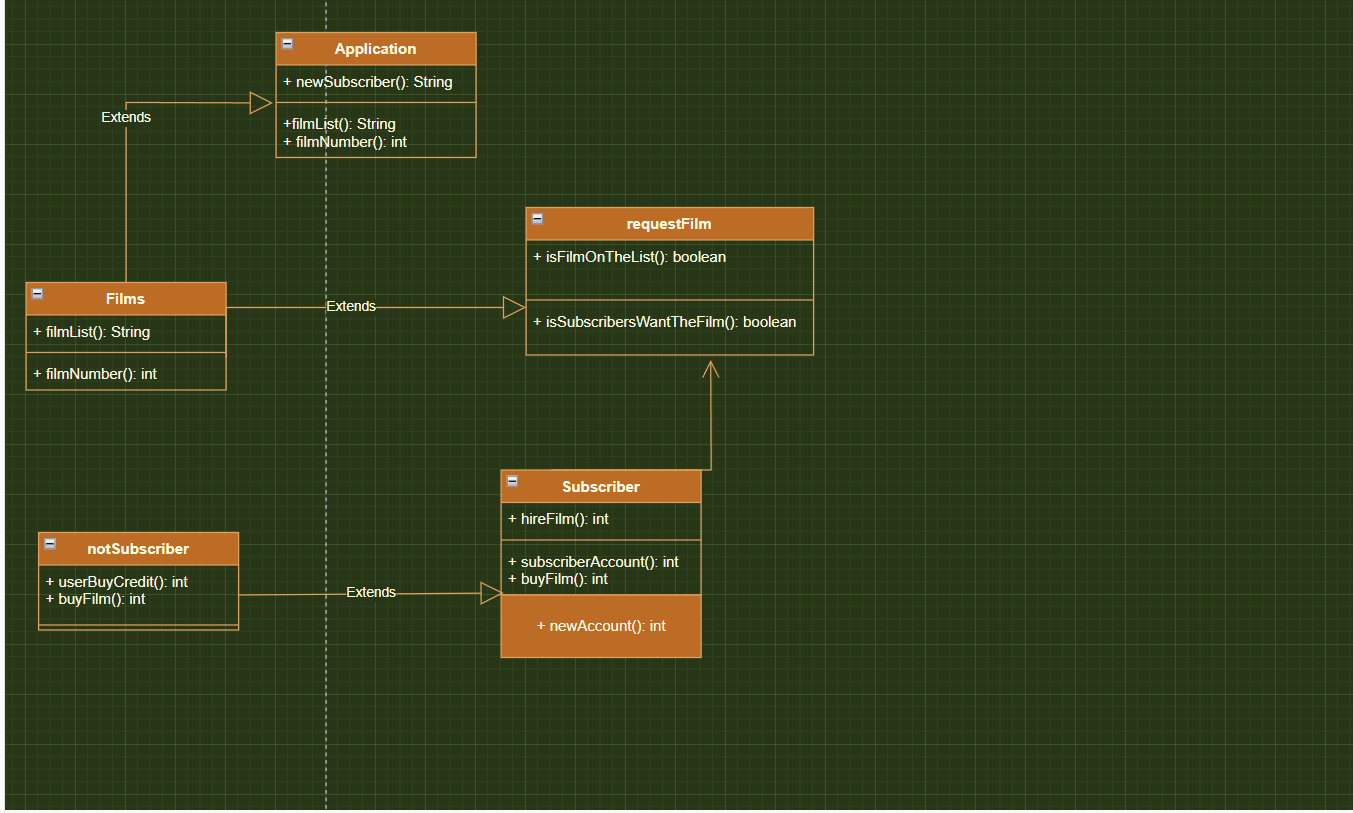 Application
+ newSubscriber(): String
+filmList(): String
+ filmNumber(): int
Extends
requestFilm
+ isFilmOnTheList(): boolean
+ isSubscribersWantTheFilm(): boolean
Films
+ filmList(): String
+ filmNumber(): int
Extends
Subscriber
+ hireFilm(): int
+ subscriberAccount(): int
+ buyFilm(): int
+ newAccount(): int
notSubscriber
+ userBuyCredit(): int
+ buyFilm(): int
Extends